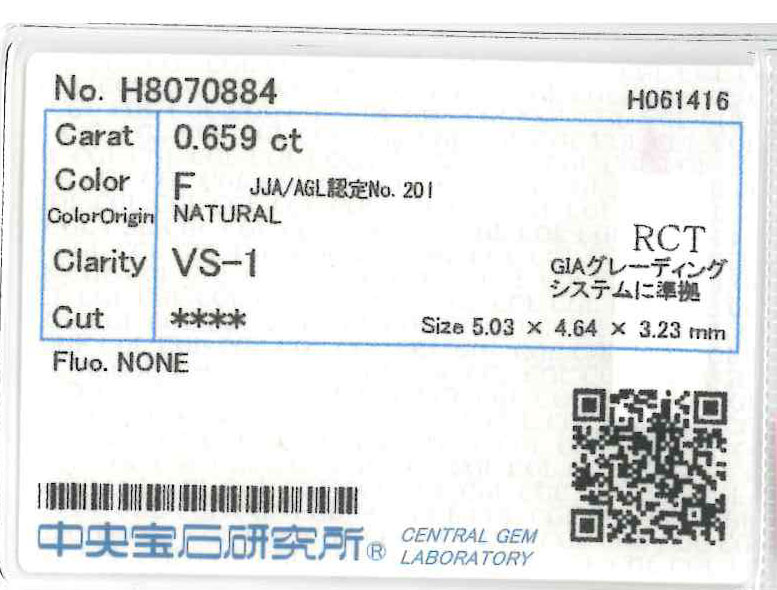 No. H8070884
H061416
Carat 0.659 ct
Color F JJA/AGL認定No. 201
ColorOrigin NATURAL
Clarity VS-1
RCT
GIAグレーディング
システムに準拠
Cut ****
Size 5.03 × 4.64 × 3.23 mm
Fluo. NONE
中央宝石研究所® CENTRAL GEM
LABORATORY